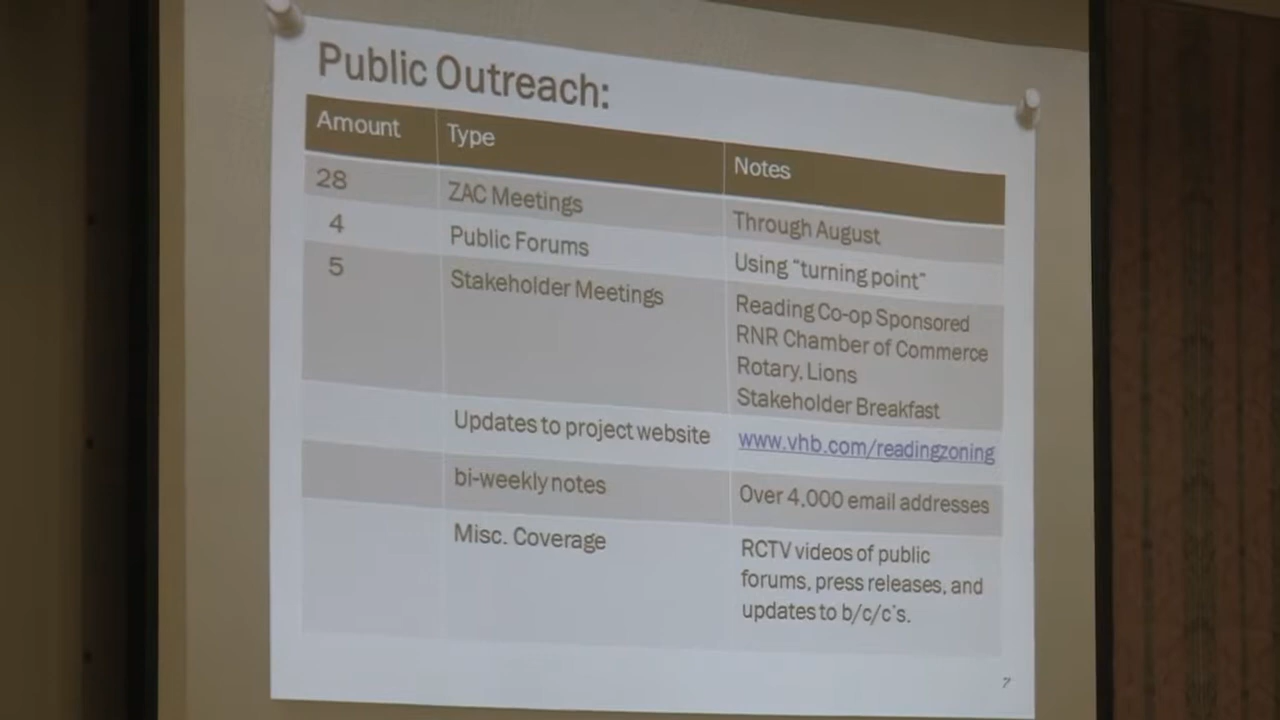 Public Outreach:
Amount Type Notes
28 ZAC Meetings Through August
4 Public Forums Using “turning point”
5 Stakeholder Meetings Reading Co-op Sponsored
RNR Chamber of Commerce
Rotary, Lions
Stakeholder Breakfast
Updates to project website www.vhb.com/readingzoning
bi-weekly notes Over 4,000 email addresses
Misc. Coverage RCTV videos of public
forums, press releases, and
updates to b/c/c's.
7